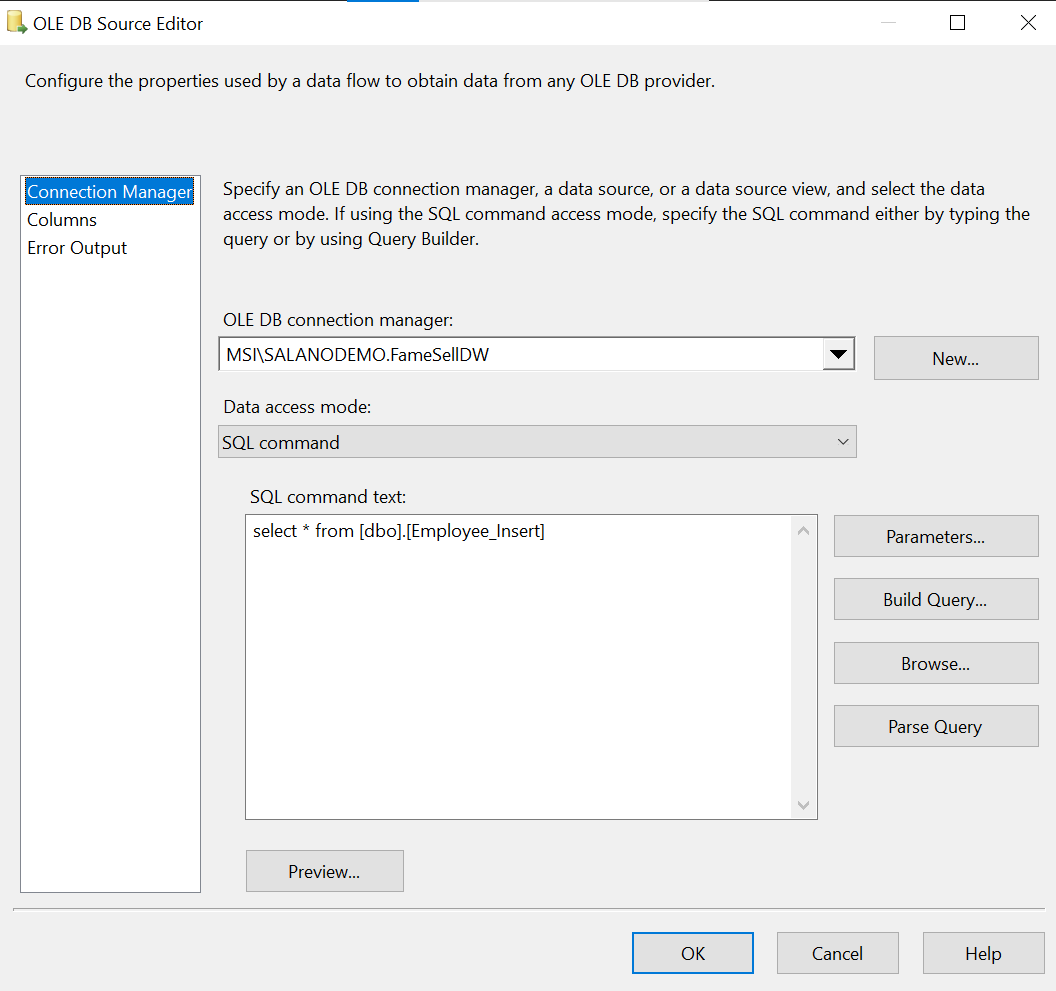 OLE DB Source Editor
Configure the properties used by a data flow to obtain data from any OLE DB provider.
Connection Manager
Columns
Error Output
Specify an OLE DB connection manager, a data source, or a data source view, and select the data
access mode. If using the SQL command access mode, specify the SQL command either by typing the
query or by using Query Builder.
OLE DB connection manager:
MSI\SALANODEMO.FameSellDW
New...
Data access mode:
SQL command
SQL command text:
select * from [dbo].[Employee_Insert]
Parameters...
Build Query...
Browse...
Parse Query
Preview...
OK
Cancel
Help